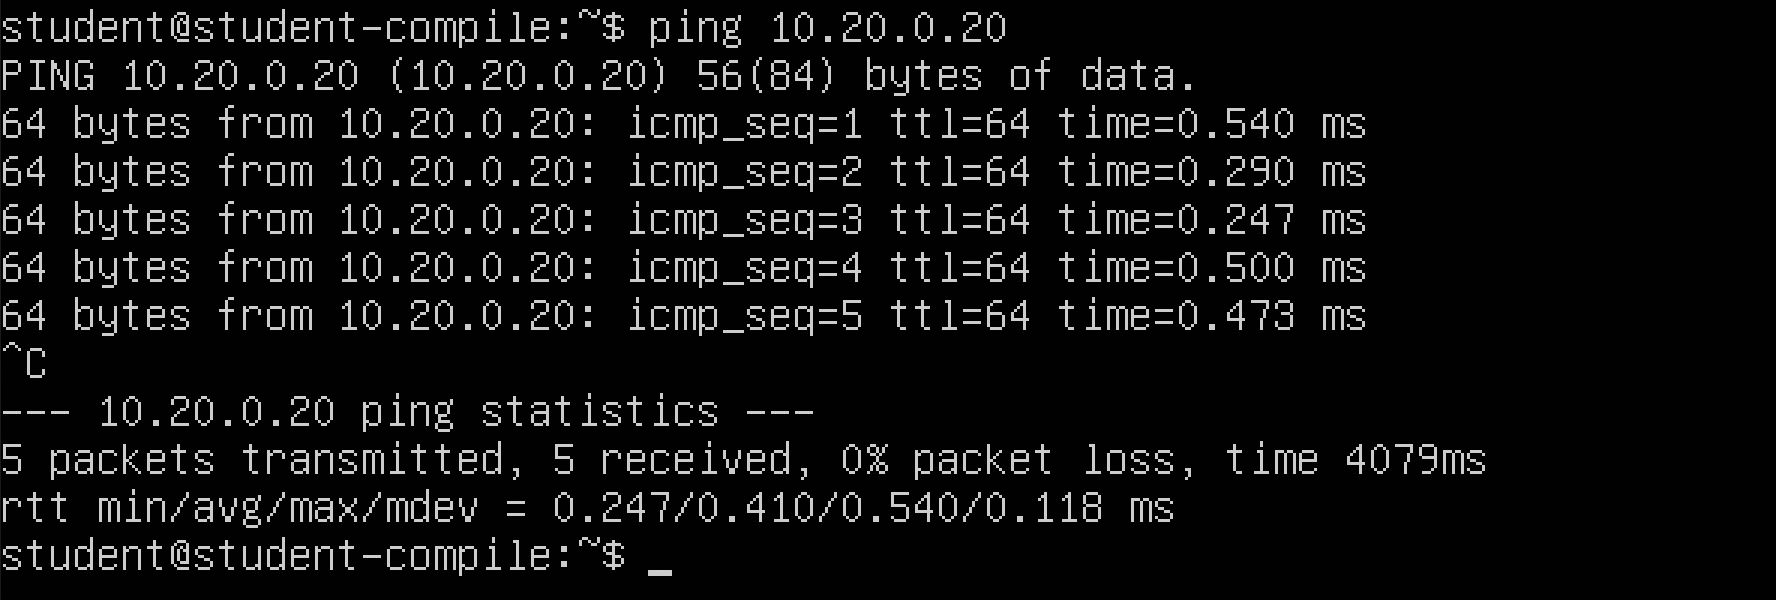 student@student-compile:~$ ping 10.20.0.20
PING 10.20.0.20 (10.20.0.20) 56(84) bytes of data.
64 bytes from 10.20.0.20: icmp_seq=1 ttl=64 time=0.540 ms
64 bytes from 10.20.0.20: icmp_seq=2 ttl=64 time=0.290 ms
64 bytes from 10.20.0.20: icmp_seq=3 ttl=64 time=0.247 ms
64 bytes from 10.20.0.20: icmp_seq=4 ttl=64 time=0.500 ms
64 bytes from 10.20.0.20: icmp_seq=5 ttl=64 time=0.473 ms
^C
--- 10.20.0.20 ping statistics ---
5 packets transmitted, 5 received, 0% packet loss, time 4079ms
rtt min/avg/max/mdev = 0.247/0.410/0.540/0.118 ms
student@student-compile:~$ _